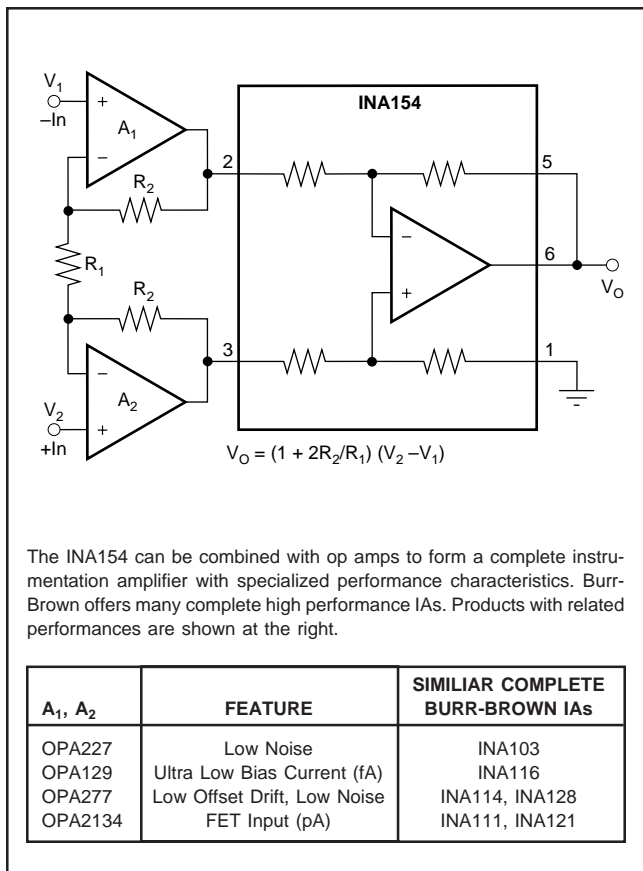 INA154
V1
–In
+
A1
–
R2
2
5
R1
–
6
+
VO
R2
3
1
–
A2
V2
+
+In
VO = (1 + 2R2/R1) (V2 –V1)
The INA154 can be combined with op amps to form a complete instru-
mentation amplifier with specialized performance characteristics. Burr-
Brown offers many complete high performance IAs. Products with related
performances are shown at the right.
A1, A2 FEATURE SIMILIAR COMPLETE
BURR-BROWN IAs
OPA227 Low Noise INA103
OPA129 Ultra Low Bias Current (fA) INA116
OPA277 Low Offset Drift, Low Noise INA114, INA128
OPA2134 FET Input (pA) INA111, INA121